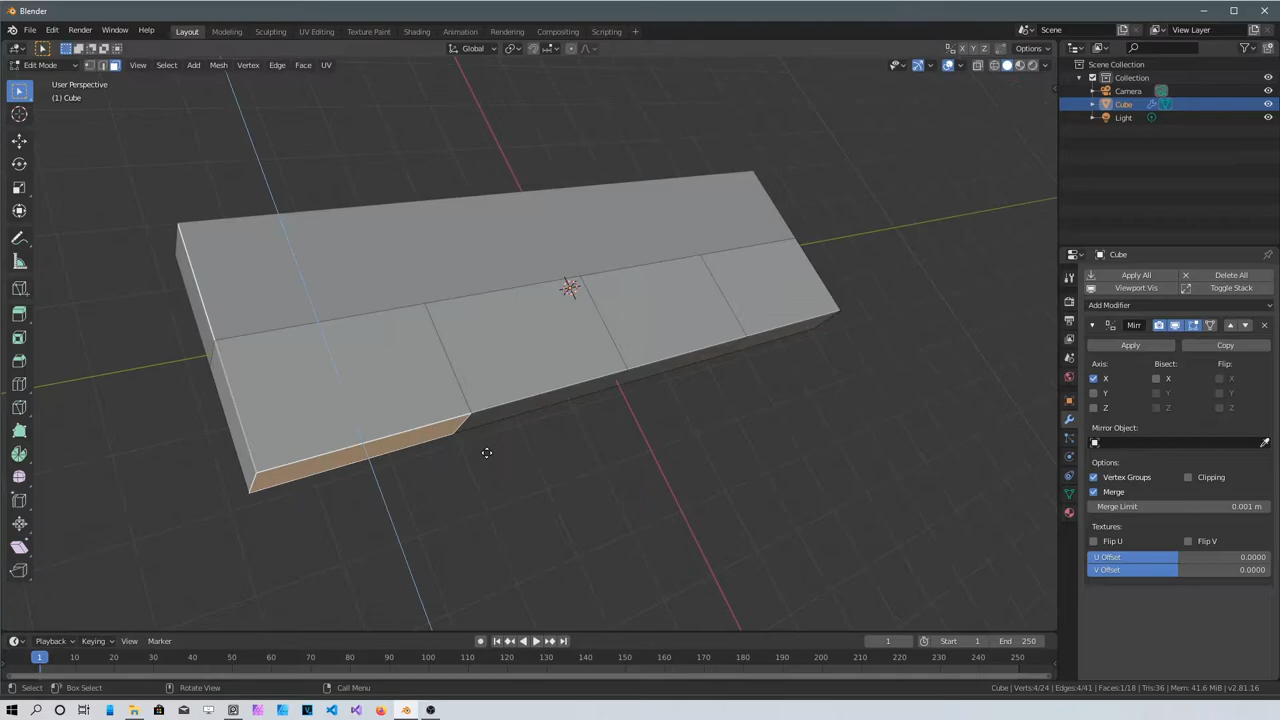 Blender
File Edit Render Window Help Layout Modeling Sculpting UV Editing Texture Paint Shading Animation Rendering Compositing Scripting Scene View Layer
Global X Y Z Options
Edit Mode View Select Add Mesh Vertex Edge Face UV
User Perspective
(1) Cube
Scene Collection
Collection
Camera
Cube
Light
Cube
Apply All Delete All
Viewport Vis Toggle Stack
Add Modifier
Mirr
Apply Copy
Axis: Bisect: Flip:
X X X
Y Y Y
Z Z Z
Mirror Object:
Options:
Vertex Groups Clipping
Merge
Merge Limit 0.001 m
Textures:
Flip U Flip V
U Offset 0.0000
V Offset 0.0000
Playback Keying View Marker 1 Start 1 End 250
1 10 20 30 40 50 60 70 80 90 100 110 120 130 140 150 160 170 180 190 200 210 220 230 240 250
Select Box Select Rotate View Call Menu Cube | Verts:4/24 | Edges:4/41 | Faces:1/18 | Tris:36 | Mem: 41.6 MiB | v2.81.16